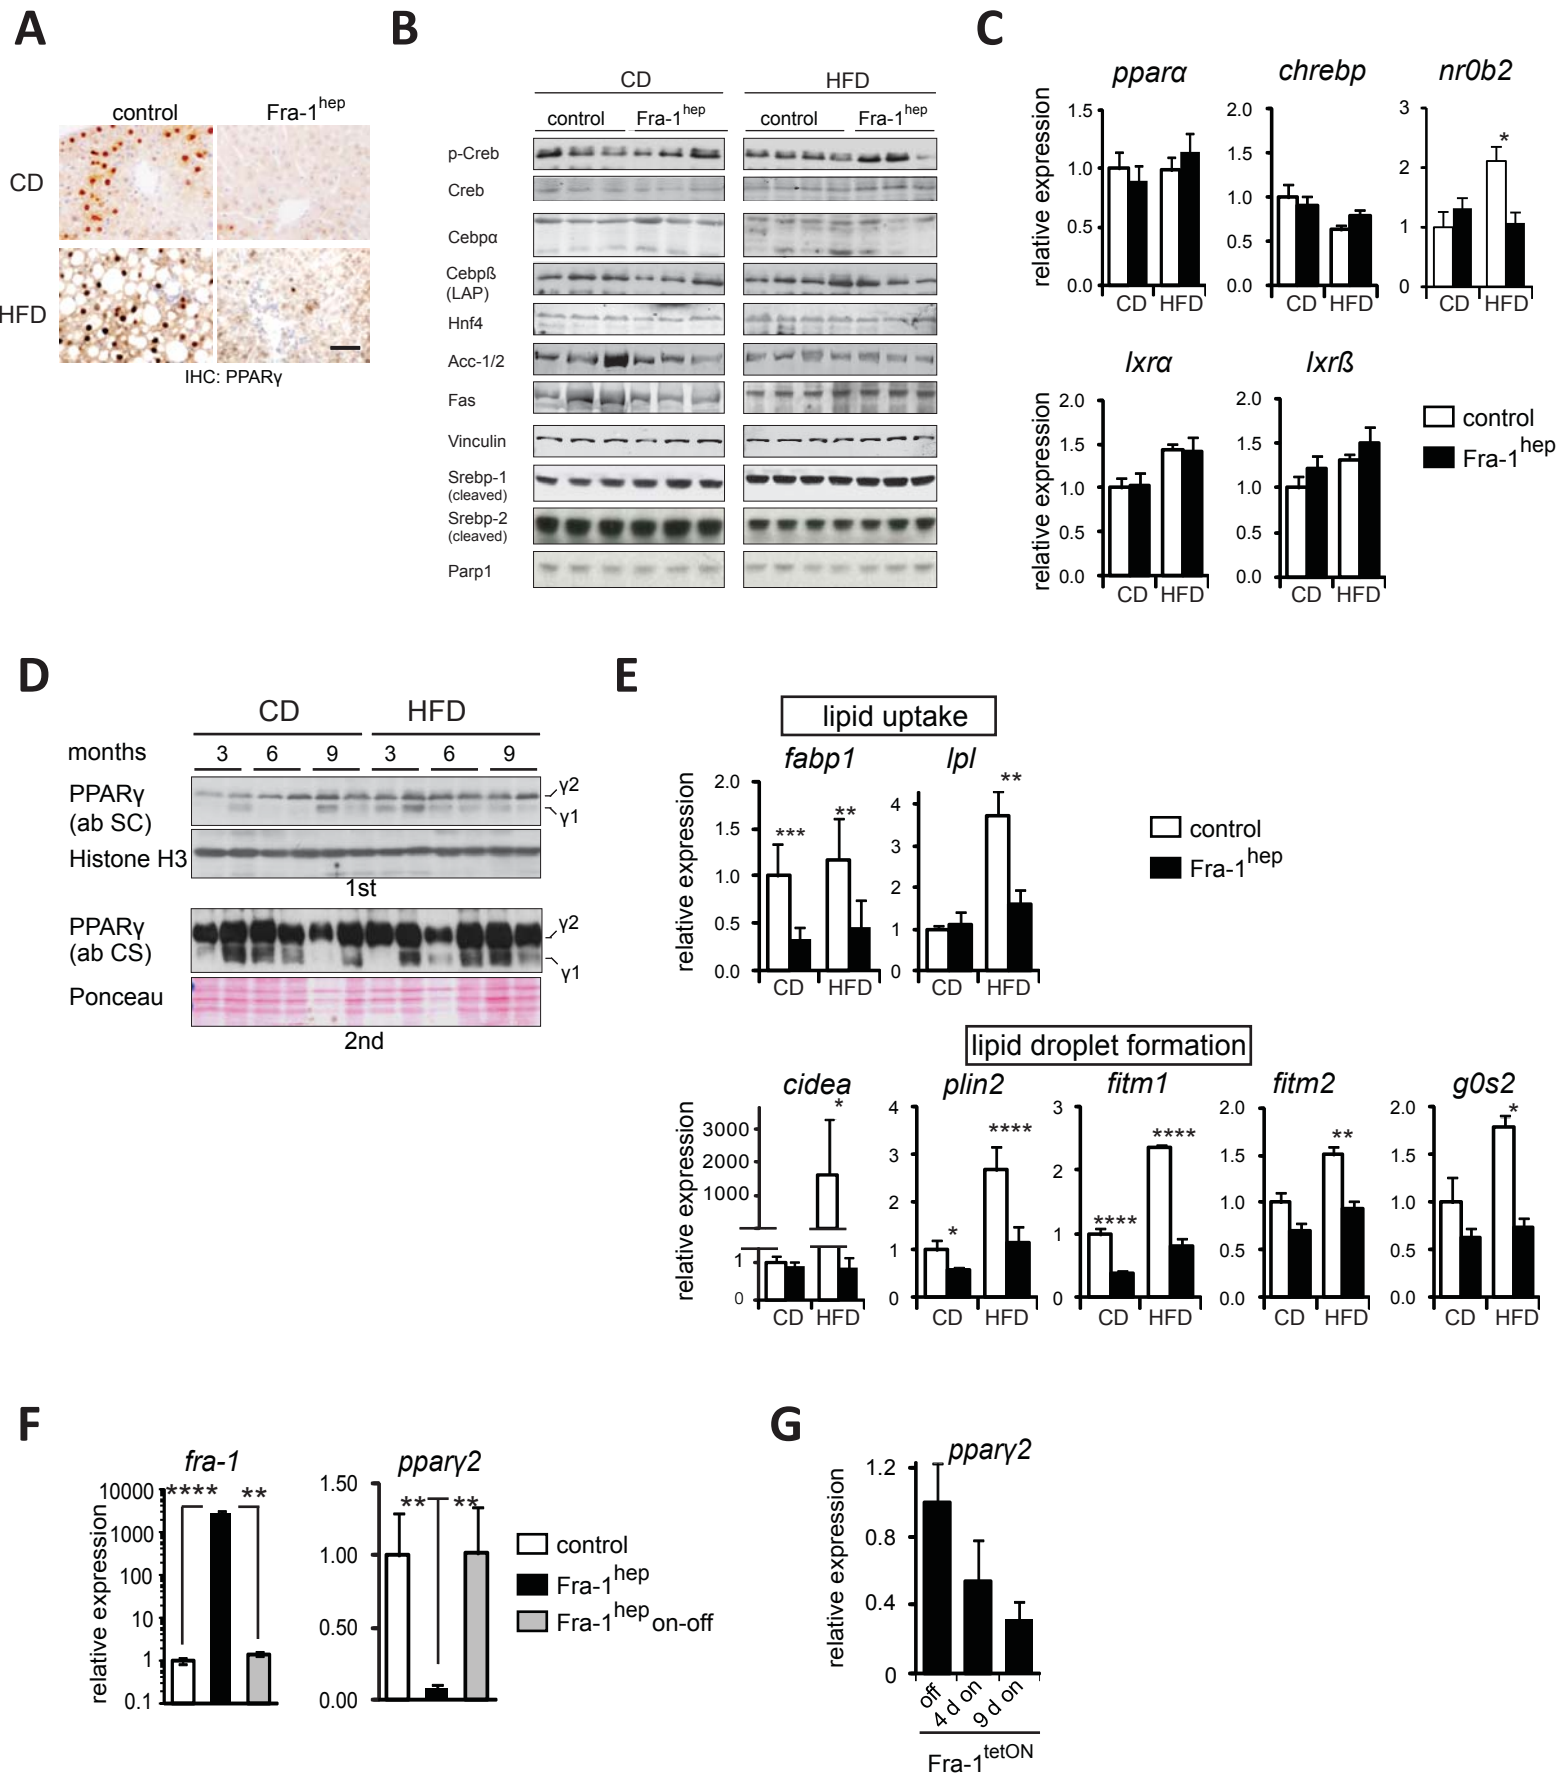 A
control Fra-1hep
CD
HFD
IHC: PPARγ
B
CD HFD
control Fra-1hep control Fra-1hep
p-Creb
Creb
Cebpα
Cebpß
(LAP)
Hnf4
Acc-1/2
Fas
Vinculin
Srebp-1
(cleaved)
Srebp-2
(cleaved)
Parp1
C
pparα chrebp nr0b2
relative expression
1.5 2.0 3
1.0 1.5 2
0.5 1.0 1
0.0 0.5 0
0.0
*
CD HFD CD HFD CD HFD
lxrα lxrß
relative expression
2.0 2.0
1.5 1.5
1.0 1.0
0.5 0.5
0.0 0.0
CD HFD CD HFD
control
Fra-1hep
D
CD HFD
months 3 6 9 3 6 9
PPARγ
(ab SC)
γ2
γ1
Histone H3
1st
PPARγ
(ab CS)
γ2
γ1
Ponceau
2nd
E
lipid uptake
fabp1 lpl
relative expression
2.0
1.5
1.0
0.5
0.0
*** **
CD HFD
4
3
2
1
0
**
CD HFD
control
Fra-1hep
lipid droplet formation
cidea plin2 fitm1 fitm2 g0s2
relative expression
3000
2000
1000
1
0
*
CD HFD
4
3
2
1
0
* ****
CD HFD
3
2
1
0
**** ****
CD HFD
2.0
1.5
1.0
0.5
0.0
**
CD HFD
2.0
1.5
1.0
0.5
0.0
*
CD HFD
F
fra-1 pparγ2
relative expression
10000
1000
100
10
1
0.1
**** **
1.50
1.00
0.50
0.00
** **
control
Fra-1hep
Fra-1hep on-off
G
pparγ2
relative expression
1.2
0.8
0.4
0
off 4 d on 9 d on
Fra-1tetON